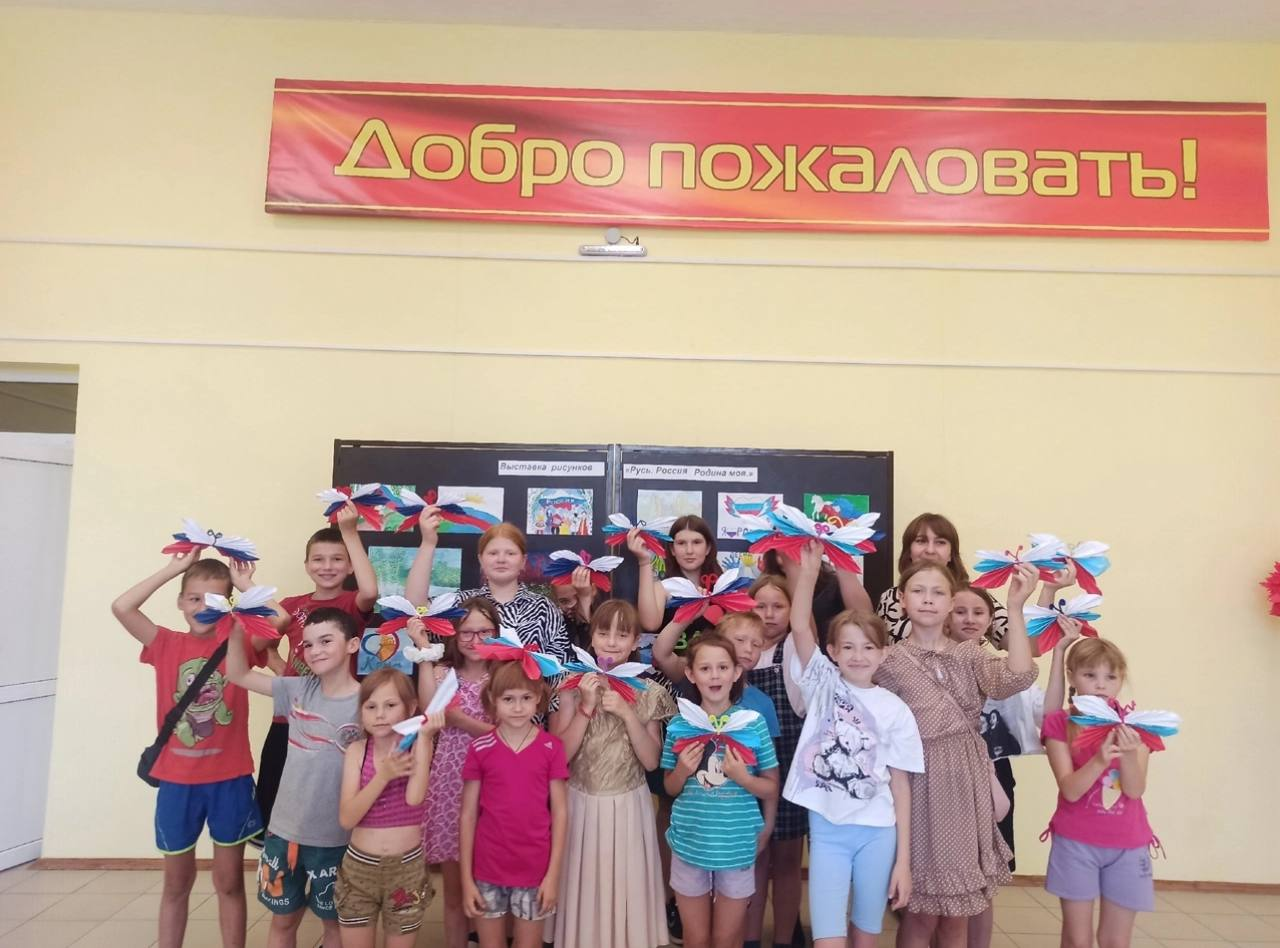 Добро пожаловать!
Выставка рисунков
«Русь. Россия. Родина моя.»